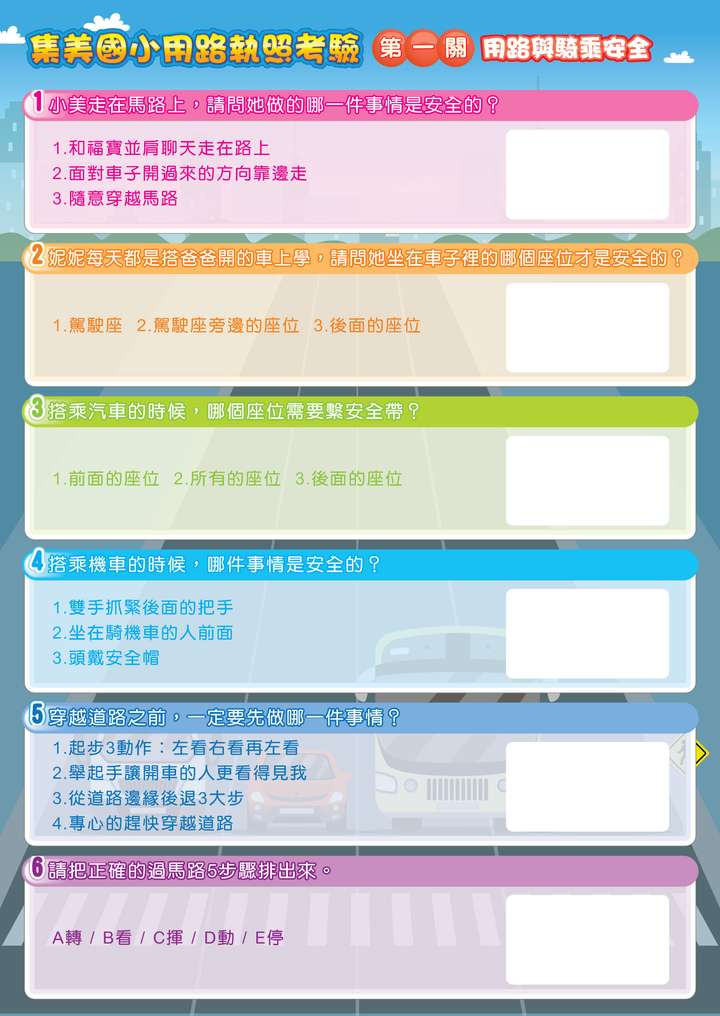 集美國小用路執照考驗 第一關 用路與騎乘安全
1 小美走在馬路上，請問她做的哪一件事情是安全的？
1.和福寶並肩聊天走在路上
2.面對車子開過來的方向靠邊走
3.隨意穿越馬路
2 妮妮每天都是搭爸爸開的車上學，請問她坐在車子裡的哪個座位才是安全的？
1.駕駛座 2.駕駛座旁邊的座位 3.後面的座位
3 搭乘汽車的時候，哪個座位需要繫安全帶？
1.前面的座位 2.所有的座位 3.後面的座位
4 搭乘機車的時候，哪件事情是安全的？
1.雙手抓緊後面的把手
2.坐在騎機車的人前面
3.頭戴安全帽
5 穿越道路之前，一定要先做哪一件事情？
1.起步3動作：左看右看再左看
2.舉起手讓開車的人更看得見我
3.從道路邊緣後退3大步
4.專心的趕快穿越道路
6 請把正確的過馬路5步驟排出來。
A轉 / B看 / C揮 / D動 / E停